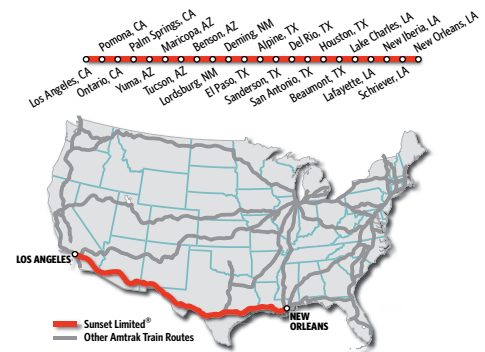 Pomona, CA
Palm Springs, CA
Maricopa, AZ
Benson, AZ
Deming, NM
Alpine, TX
Del Rio, TX
Houston, TX
Lake Charles, LA
New Iberia, LA
New Orleans, LA
Los Angeles, CA
Ontario, CA
Yuma, AZ
Tucson, AZ
Lordsburg, NM
El Paso, TX
Sanderson, TX
San Antonio, TX
Beaumont, TX
Lafayette, LA
Schriever, LA
LOS ANGELES
NEW
ORLEANS
Sunset Limited®
Other Amtrak Train Routes